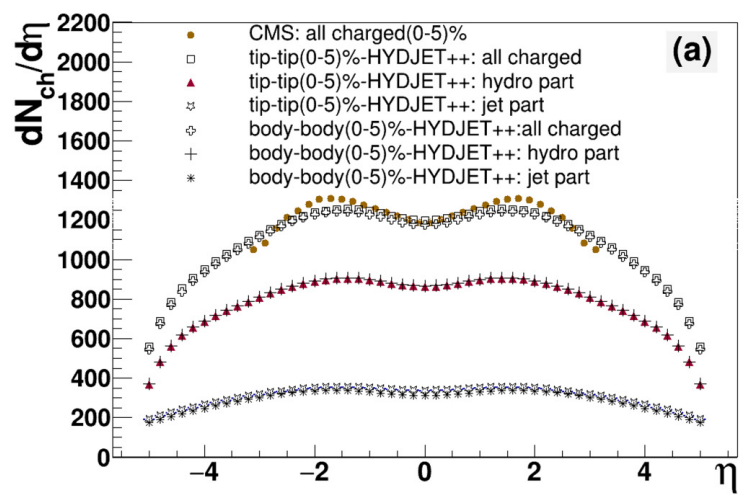 CMS: all charged(0-5)%
tip-tip(0-5)%-HYDJET++: all charged
tip-tip(0-5)%-HYDJET++: hydro part
tip-tip(0-5)%-HYDJET++: jet part
body-body(0-5)%-HYDJET++:all charged
body-body(0-5)%-HYDJET++: hydro part
body-body(0-5)%-HYDJET++: jet part
(a)
dN_ch/dη
2200
2000
1800
1600
1400
1200
1000
800
600
400
200
0
−4 −2 0 2 4 η